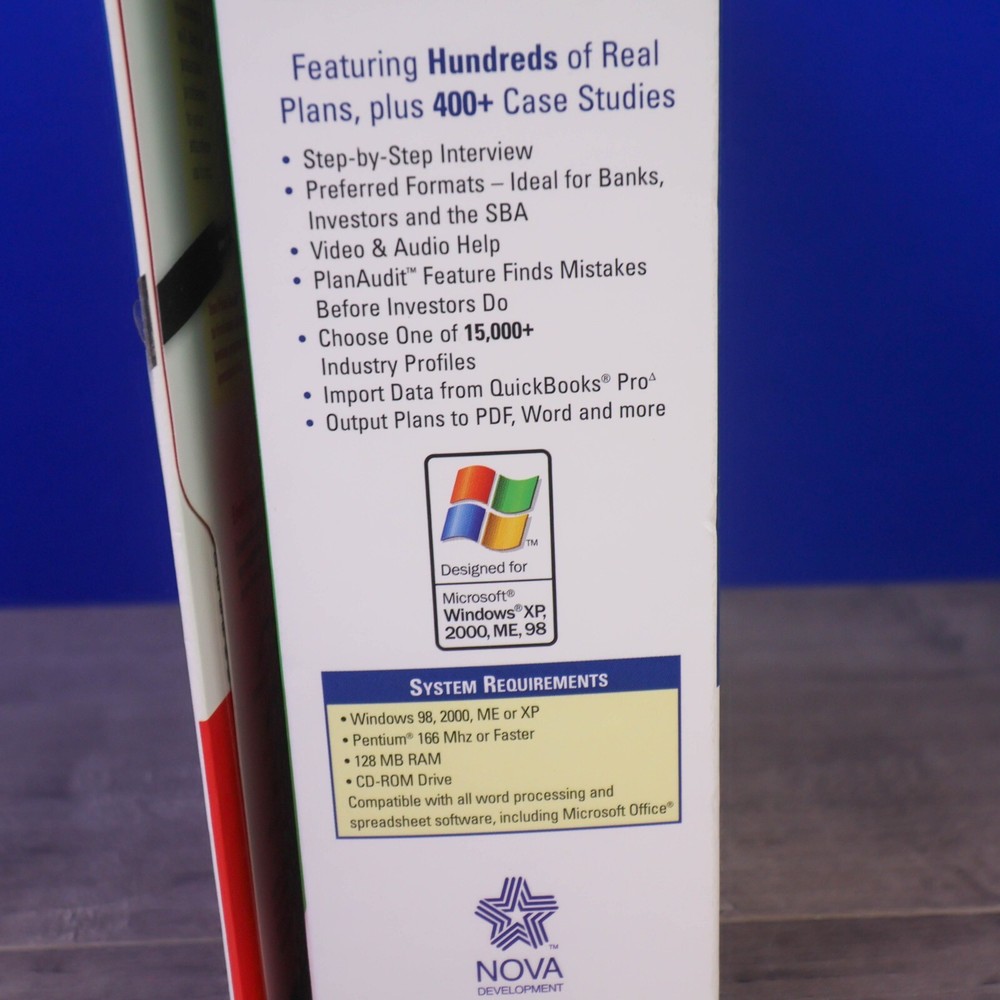 Featuring Hundreds of Real
Plans, plus 400+ Case Studies
• Step-by-Step Interview
• Preferred Formats – Ideal for Banks,
Investors and the SBA
• Video & Audio Help
• PlanAudit™ Feature Finds Mistakes
Before Investors Do
• Choose One of 15,000+
Industry Profiles
• Import Data from QuickBooks® Pro∆
• Output Plans to PDF, Word and more
TM
Designed for
Microsoft®
Windows® XP,
2000, ME, 98
SYSTEM REQUIREMENTS
• Windows 98, 2000, ME or XP
• Pentium® 166 Mhz or Faster
• 128 MB RAM
• CD-ROM Drive
Compatible with all word processing and
spreadsheet software, including Microsoft Office®
TM
NOVA
DEVELOPMENT